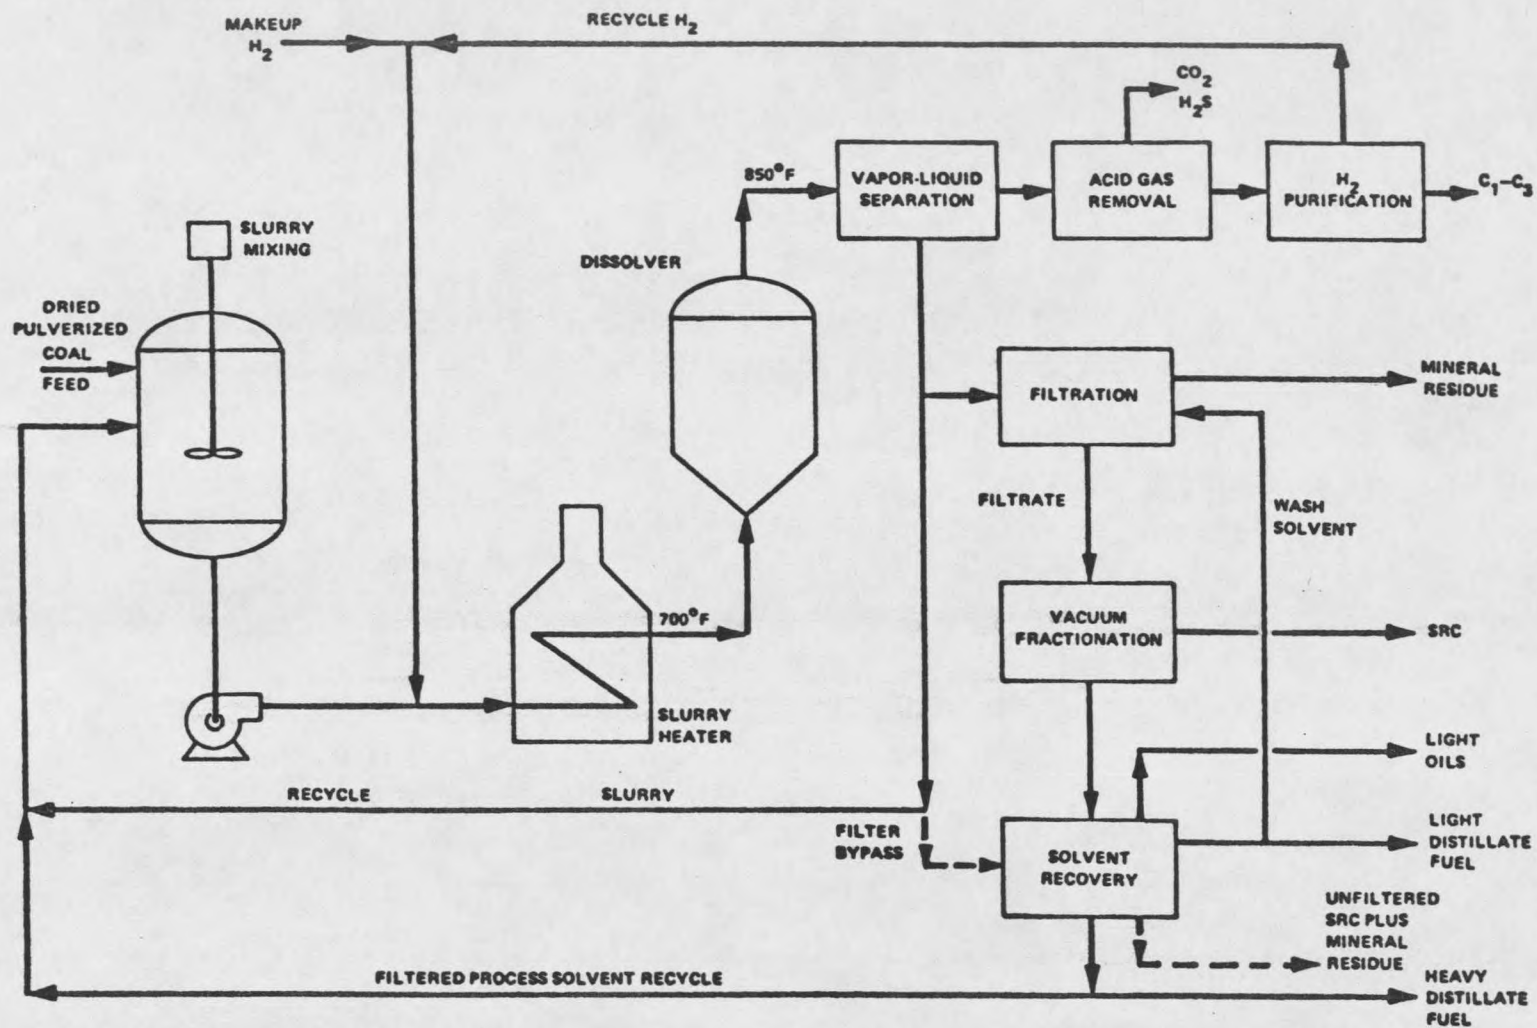 MAKEUP
H2
RECYCLE H2
CO2
H2S
850°F
VAPOR-LIQUID
SEPARATION
ACID GAS
REMOVAL
H2
PURIFICATION
C1-C3
SLURRY
MIXING
DISSOLVER
DRIED
PULVERIZED
COAL
FEED
FILTRATION
MINERAL
RESIDUE
FILTRATE
WASH
SOLVENT
700°F
VACUUM
FRACTIONATION
SRC
SLURRY
HEATER
LIGHT
OILS
RECYCLE SLURRY
FILTER
BYPASS
SOLVENT
RECOVERY
LIGHT
DISTILLATE
FUEL
UNFILTERED
SRC PLUS
MINERAL
RESIDUE
FILTERED PROCESS SOLVENT RECYCLE
HEAVY
DISTILLATE
FUEL